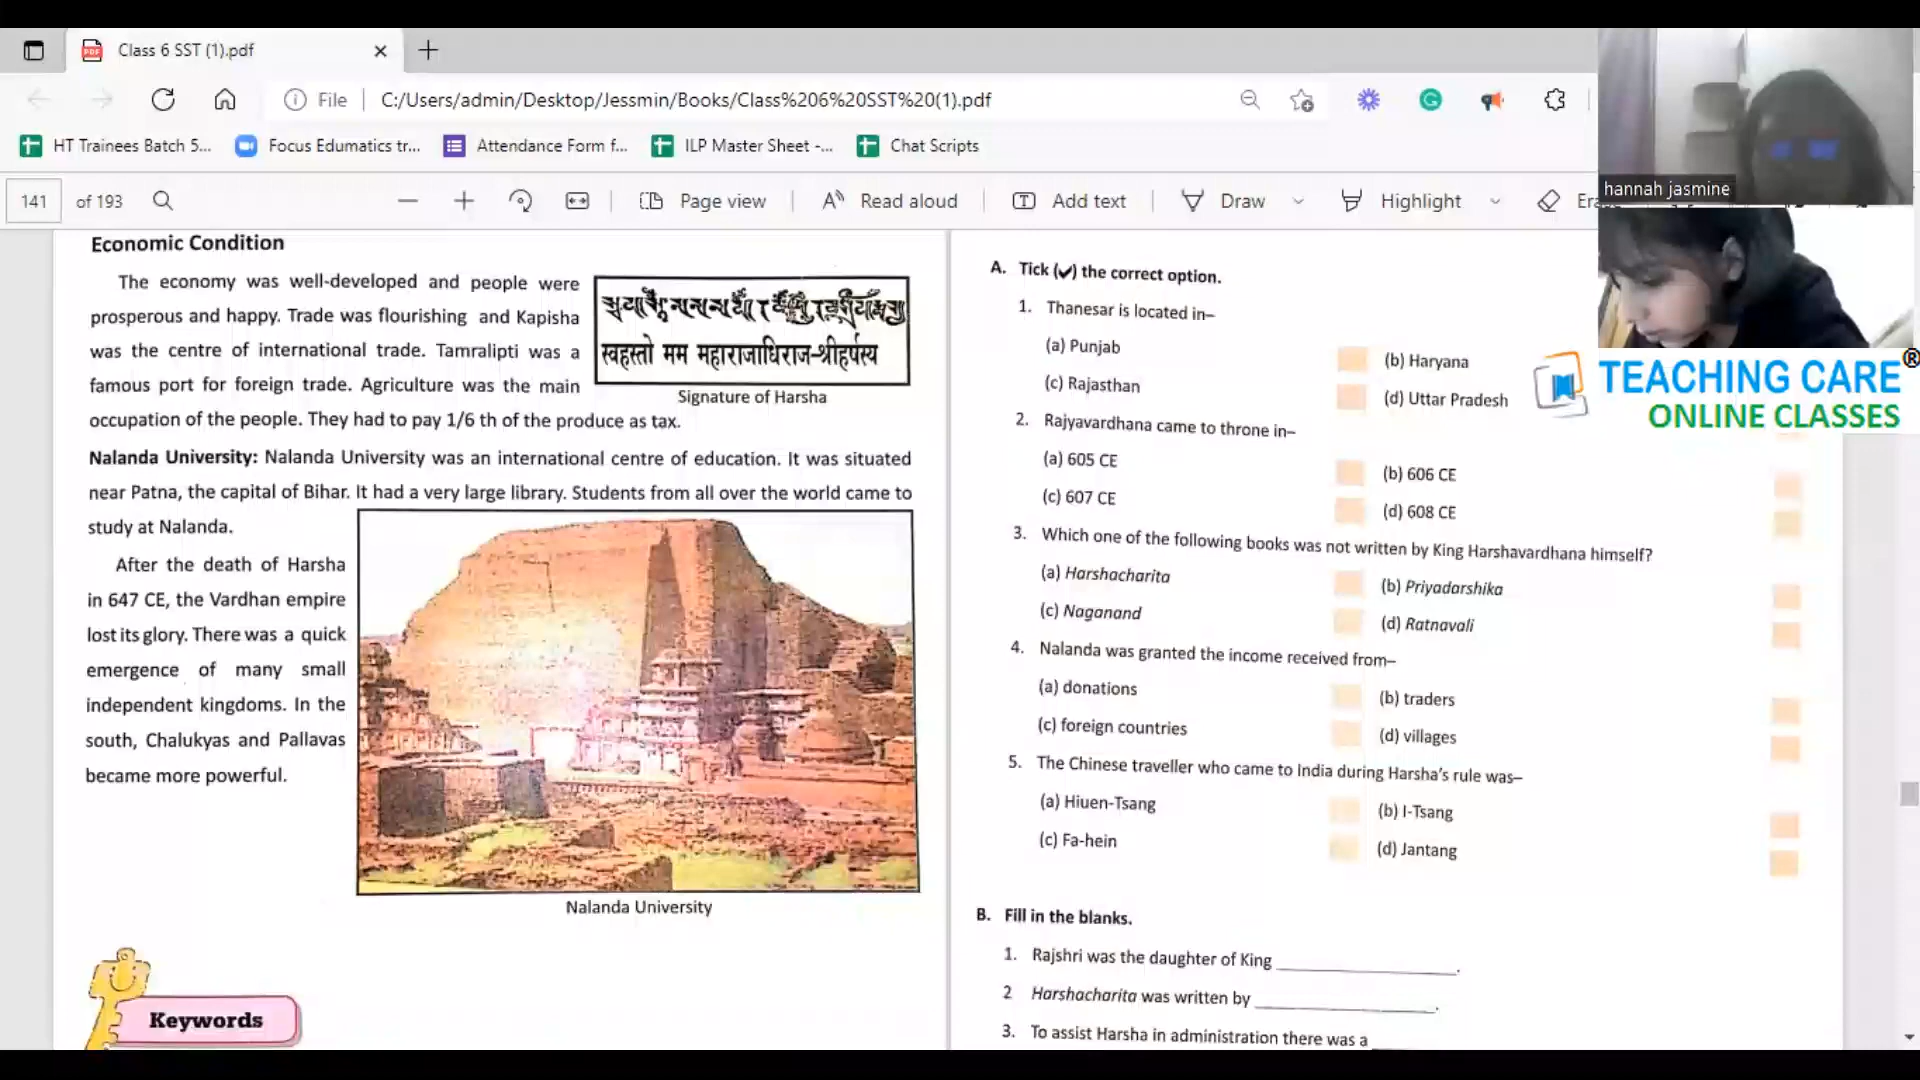 Class 6 SST (1).pdf
File C:/Users/admin/Desktop/Jessmin/Books/Class%206%20SST%20(1).pdf
HT Trainees Batch 5... Focus Edumatics tr... Attendance Form f... ILP Master Sheet -... Chat Scripts
141 of 193 Page view Read aloud Add text Draw Highlight
hannah jasmine
TEACHING CARE ®
ONLINE CLASSES
Economic Condition
The economy was well-developed and people were
prosperous and happy. Trade was flourishing and Kapisha
was the centre of international trade. Tamralipti was a
famous port for foreign trade. Agriculture was the main
occupation of the people. They had to pay 1/6 th of the produce as tax.
स्वहस्तो मम महाराजाधिराज-श्रीहर्षस्य
Signature of Harsha
Nalanda University: Nalanda University was an international centre of education. It was situated
near Patna, the capital of Bihar. It had a very large library. Students from all over the world came to
study at Nalanda.
After the death of Harsha
in 647 CE, the Vardhan empire
lost its glory. There was a quick
emergence of many small
independent kingdoms. In the
south, Chalukyas and Pallavas
became more powerful.
Nalanda University
Keywords
A. Tick (✔) the correct option.
1. Thanesar is located in–
(a) Punjab (b) Haryana
(c) Rajasthan (d) Uttar Pradesh
2. Rajyavardhana came to throne in–
(a) 605 CE (b) 606 CE
(c) 607 CE (d) 608 CE
3. Which one of the following books was not written by King Harshavardhana himself?
(a) Harshacharita (b) Priyadarshika
(c) Naganand (d) Ratnavali
4. Nalanda was granted the income received from–
(a) donations (b) traders
(c) foreign countries (d) villages
5. The Chinese traveller who came to India during Harsha's rule was–
(a) Hiuen-Tsang (b) I-Tsang
(c) Fa-hein (d) Jantang
B. Fill in the blanks.
1. Rajshri was the daughter of King ____________.
2 Harshacharita was written by ____________.
3. To assist Harsha in administration there was a